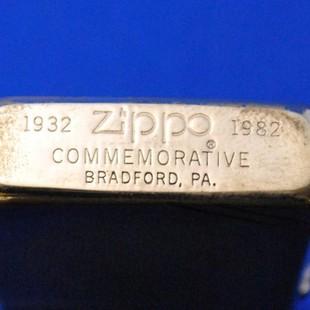 1932 Zippo® 1982
COMMEMORATIVE
BRADFORD, PA.